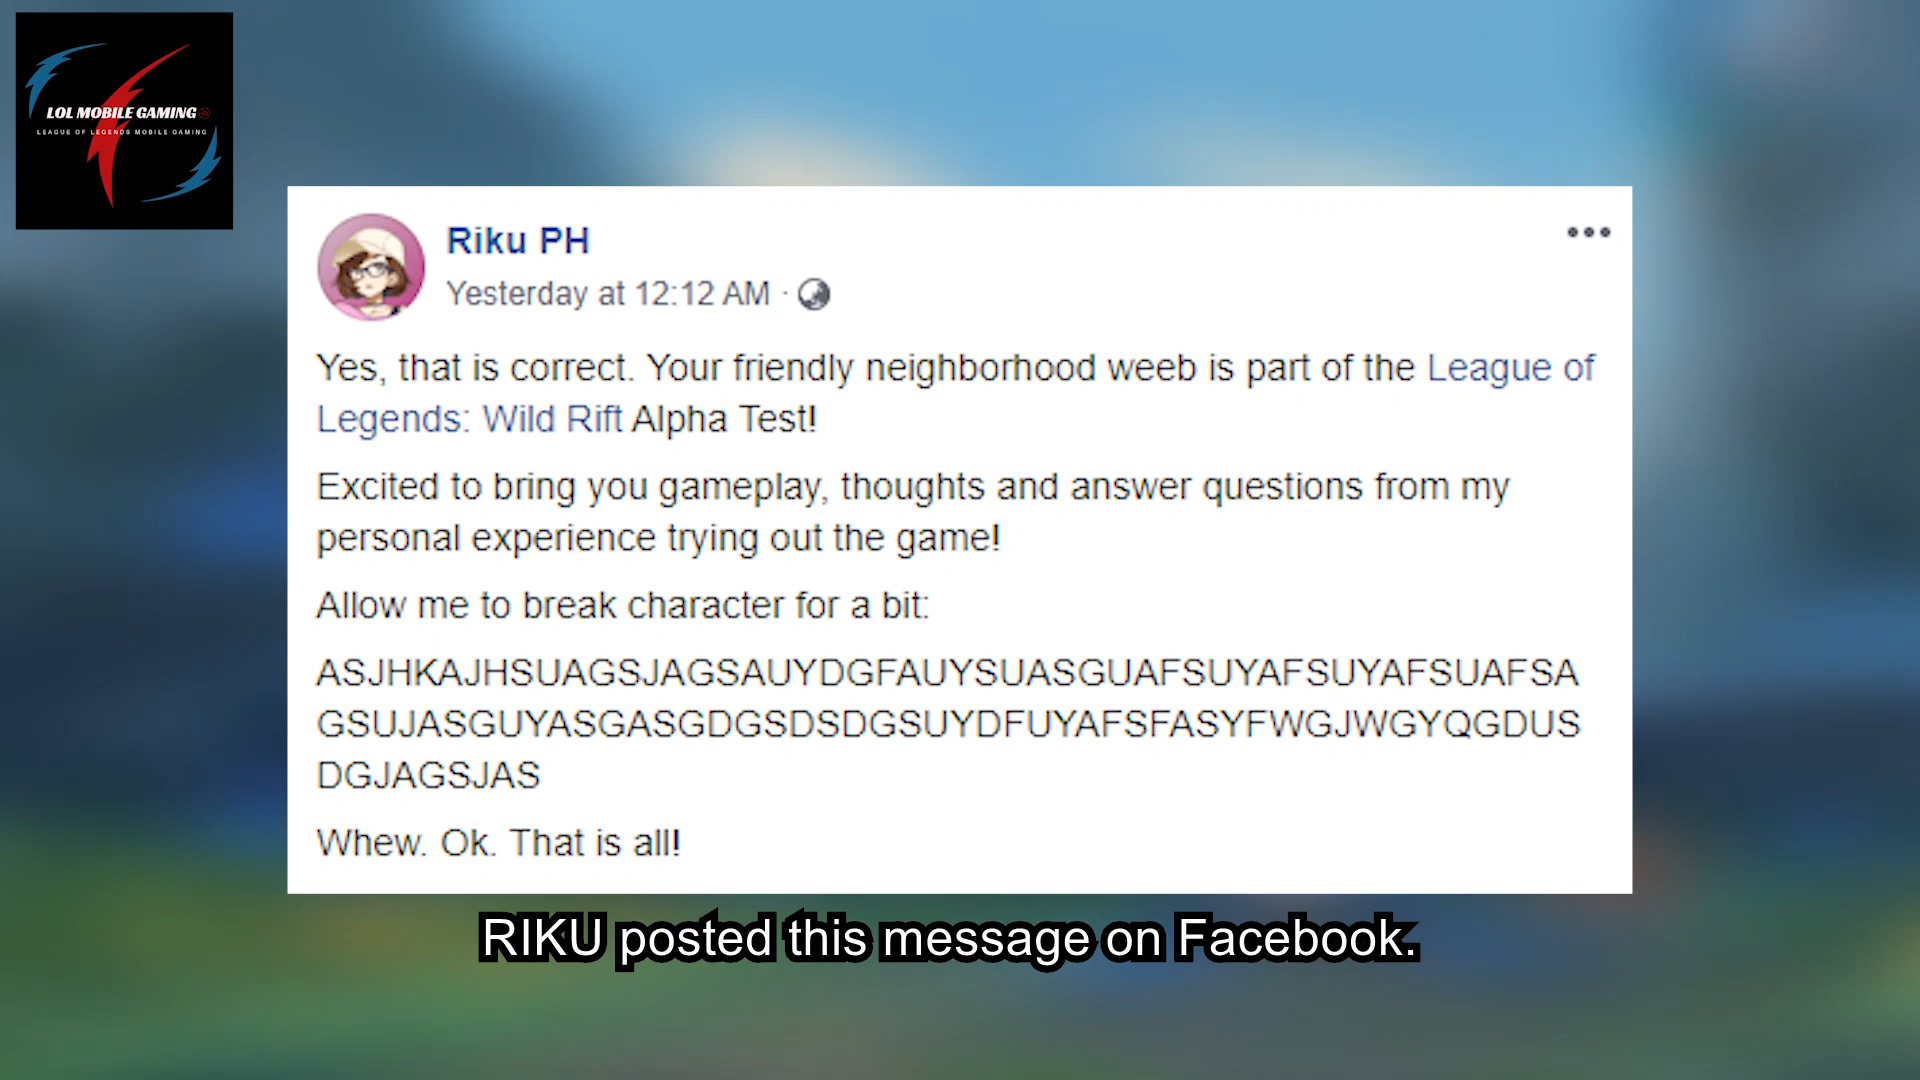 LOL MOBILE GAMING
LEAGUE OF LEGENDS MOBILE GAMING
Riku PH
Yesterday at 12:12 AM ·
Yes, that is correct. Your friendly neighborhood weeb is part of the League of
Legends: Wild Rift Alpha Test!
Excited to bring you gameplay, thoughts and answer questions from my
personal experience trying out the game!
Allow me to break character for a bit:
ASJHKAJHSUAGSJAGSAUYDGFAUYSUASGUAFSUYAFSUYAFSUAFSA
GSUJASGUYASGASGDGSDSDGSUYDFUYAFSFASYFWGJWGYQGDUS
DGJAGSJAS
Whew. Ok. That is all!
RIKU posted this message on Facebook.